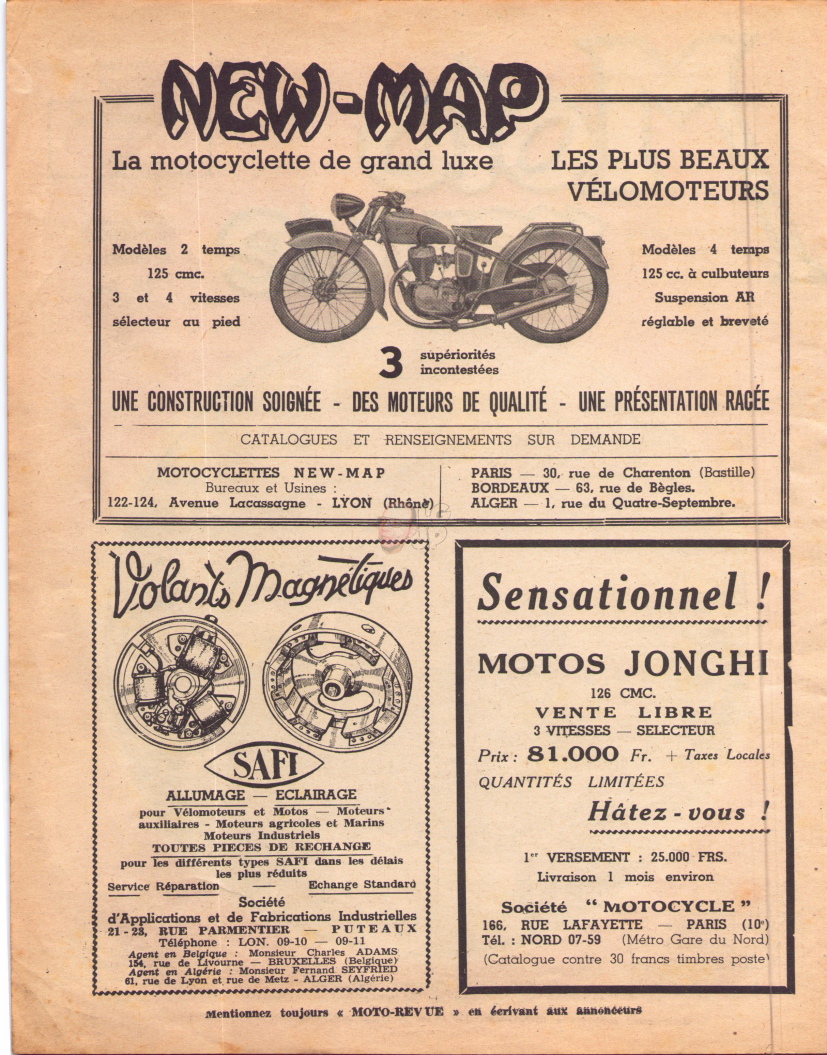 NEW-MAP
La motocyclette de grand luxe
LES PLUS BEAUX
VÉLOMOTEURS
Modèles 2 temps
125 cmc.
3 et 4 vitesses
sélecteur au pied
Modèles 4 temps
125 cc. à culbuteurs
Suspension AR
réglable et breveté
3 supériorités
incontestées
UNE CONSTRUCTION SOIGNÉE - DES MOTEURS DE QUALITÉ - UNE PRÉSENTATION RACÉE
CATALOGUES ET RENSEIGNEMENTS SUR DEMANDE
MOTOCYCLETTES NEW-MAP
Bureaux et Usines :
122-124, Avenue Lacassagne - LYON (Rhône)
PARIS — 30, rue de Charenton (Bastille)
BORDEAUX — 63, rue de Bègles.
ALGER — 1, rue du Quatre-Septembre.
Volants Magnétiques
SAFI
ALLUMAGE — ECLAIRAGE
pour Vélomoteurs et Motos — Moteurs
auxiliaires - Moteurs agricoles et Marins
Moteurs Industriels
TOUTES PIECES DE RECHANGE
pour les différents types SAFI dans les délais
les plus réduits
Service Réparation — Echange Standard
Société
d'Applications et de Fabrications Industrielles
21-23, RUE PARMENTIER — PUTEAUX
Téléphone : LON. 09-10 — 09-11
Agent en Belgique : Monsieur Charles ADAMS
154, rue de Livourne — BRUXELLES (Belgique)
Agent en Algérie : Monsieur Fernand SEYFRIED
61, rue de Lyon et rue de Metz - ALGER (Algérie)
Sensationnel !
MOTOS JONGHI
126 CMC.
VENTE LIBRE
3 VITESSES — SELECTEUR
Prix : 81.000 Fr. + Taxes Locales
QUANTITÉS LIMITÉES
Hâtez-vous !
1er VERSEMENT : 25.000 FRS.
Livraison 1 mois environ
Société “ MOTOCYCLE ”
166, RUE LAFAYETTE — PARIS (10e)
Tél. : NORD 07-59 (Métro Gare du Nord)
(Catalogue contre 30 francs timbres poste)
Mentionnez toujours « MOTO-REVUE » en écrivant aux annonceurs